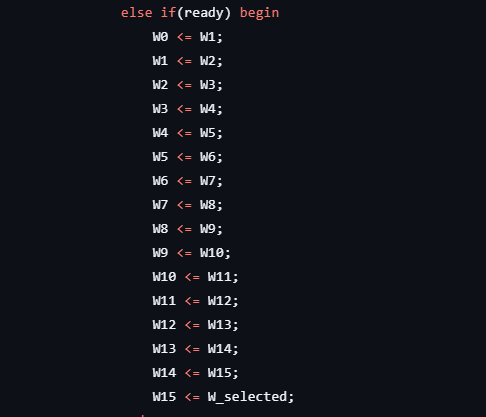 else if(ready) begin
W0 <= W1;
W1 <= W2;
W2 <= W3;
W3 <= W4;
W4 <= W5;
W5 <= W6;
W6 <= W7;
W7 <= W8;
W8 <= W9;
W9 <= W10;
W10 <= W11;
W11 <= W12;
W12 <= W13;
W13 <= W14;
W14 <= W15;
W15 <= W_selected;